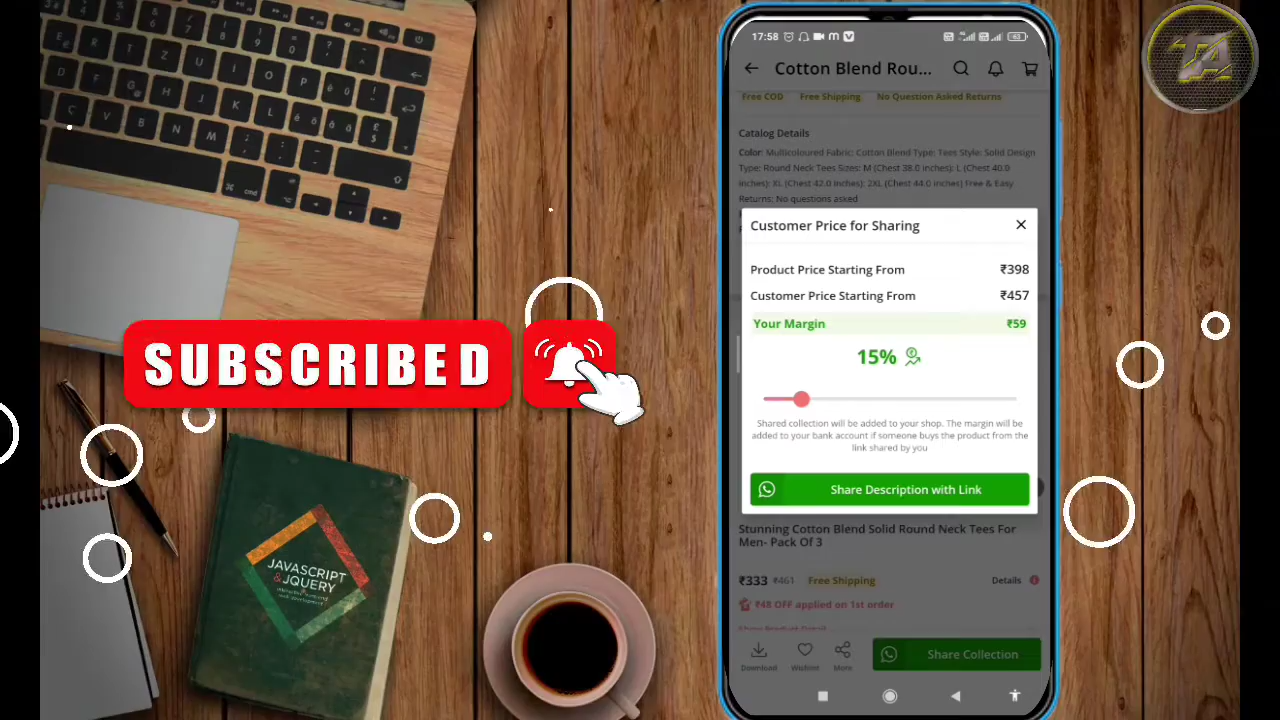 SUBSCRIBED
JAVASCRIPT
& JQUERY
TA
17:58
Cotton Blend Rou...
Free COD Free Shipping No Question Asked Returns
Catalog Details
Color: Multicoloured Fabric: Cotton Blend Type: Tees Style: Solid Design
Type: Round Neck Tees Sizes: M (Chest 38.0 inches): L (Chest 40.0
inches): XL (Chest 42.0 inches): 2XL (Chest 44.0 inches) Free & Easy
Returns: No questions asked
Customer Price for Sharing
Product Price Starting From ₹398
Customer Price Starting From ₹457
Your Margin ₹59
15%
Shared collection will be added to your shop. The margin will be
added to your bank account if someone buys the product from the
link shared by you
Share Description with Link
Stunning Cotton Blend Solid Round Neck Tees For
Men- Pack Of 3
₹333 ₹461 Free Shipping Details
₹48 OFF applied on 1st order
Download Wishlist More Share Collection